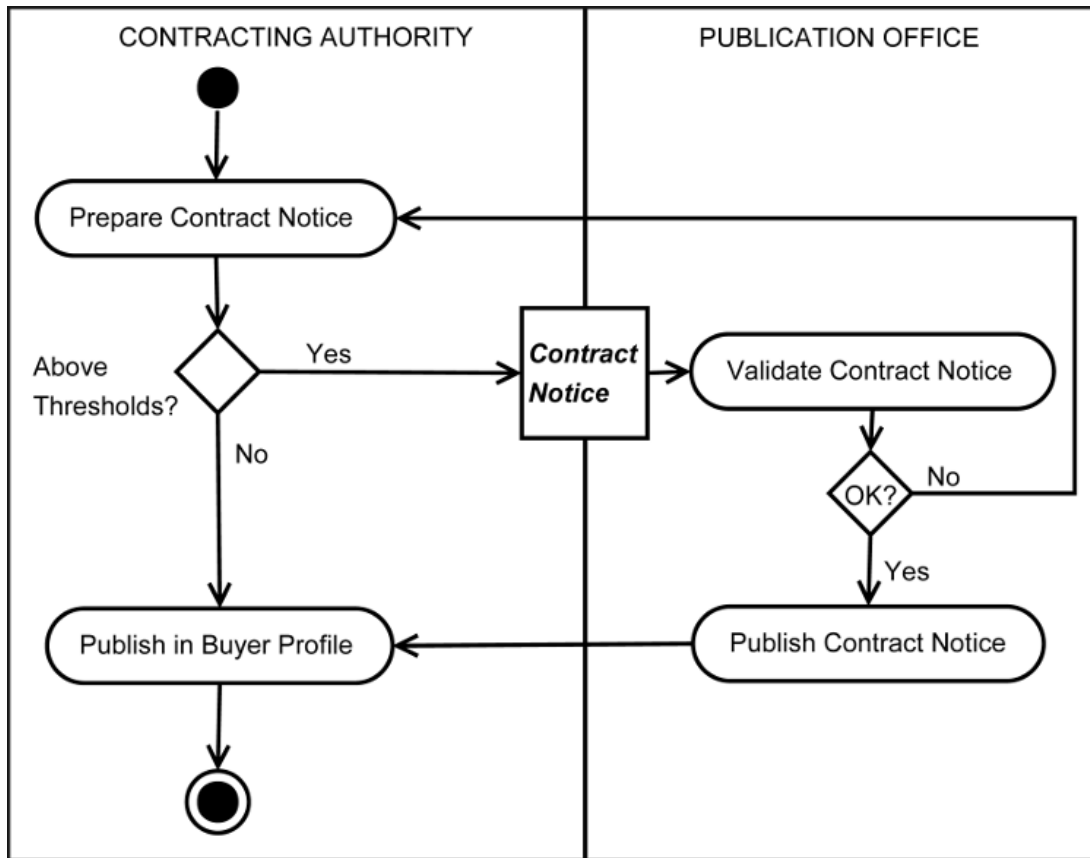 CONTRACTING AUTHORITY
PUBLICATION OFFICE
Prepare Contract Notice
Above
Thresholds?
Yes
Contract
Notice
Validate Contract Notice
No
OK?
No
Yes
Publish in Buyer Profile
Publish Contract Notice